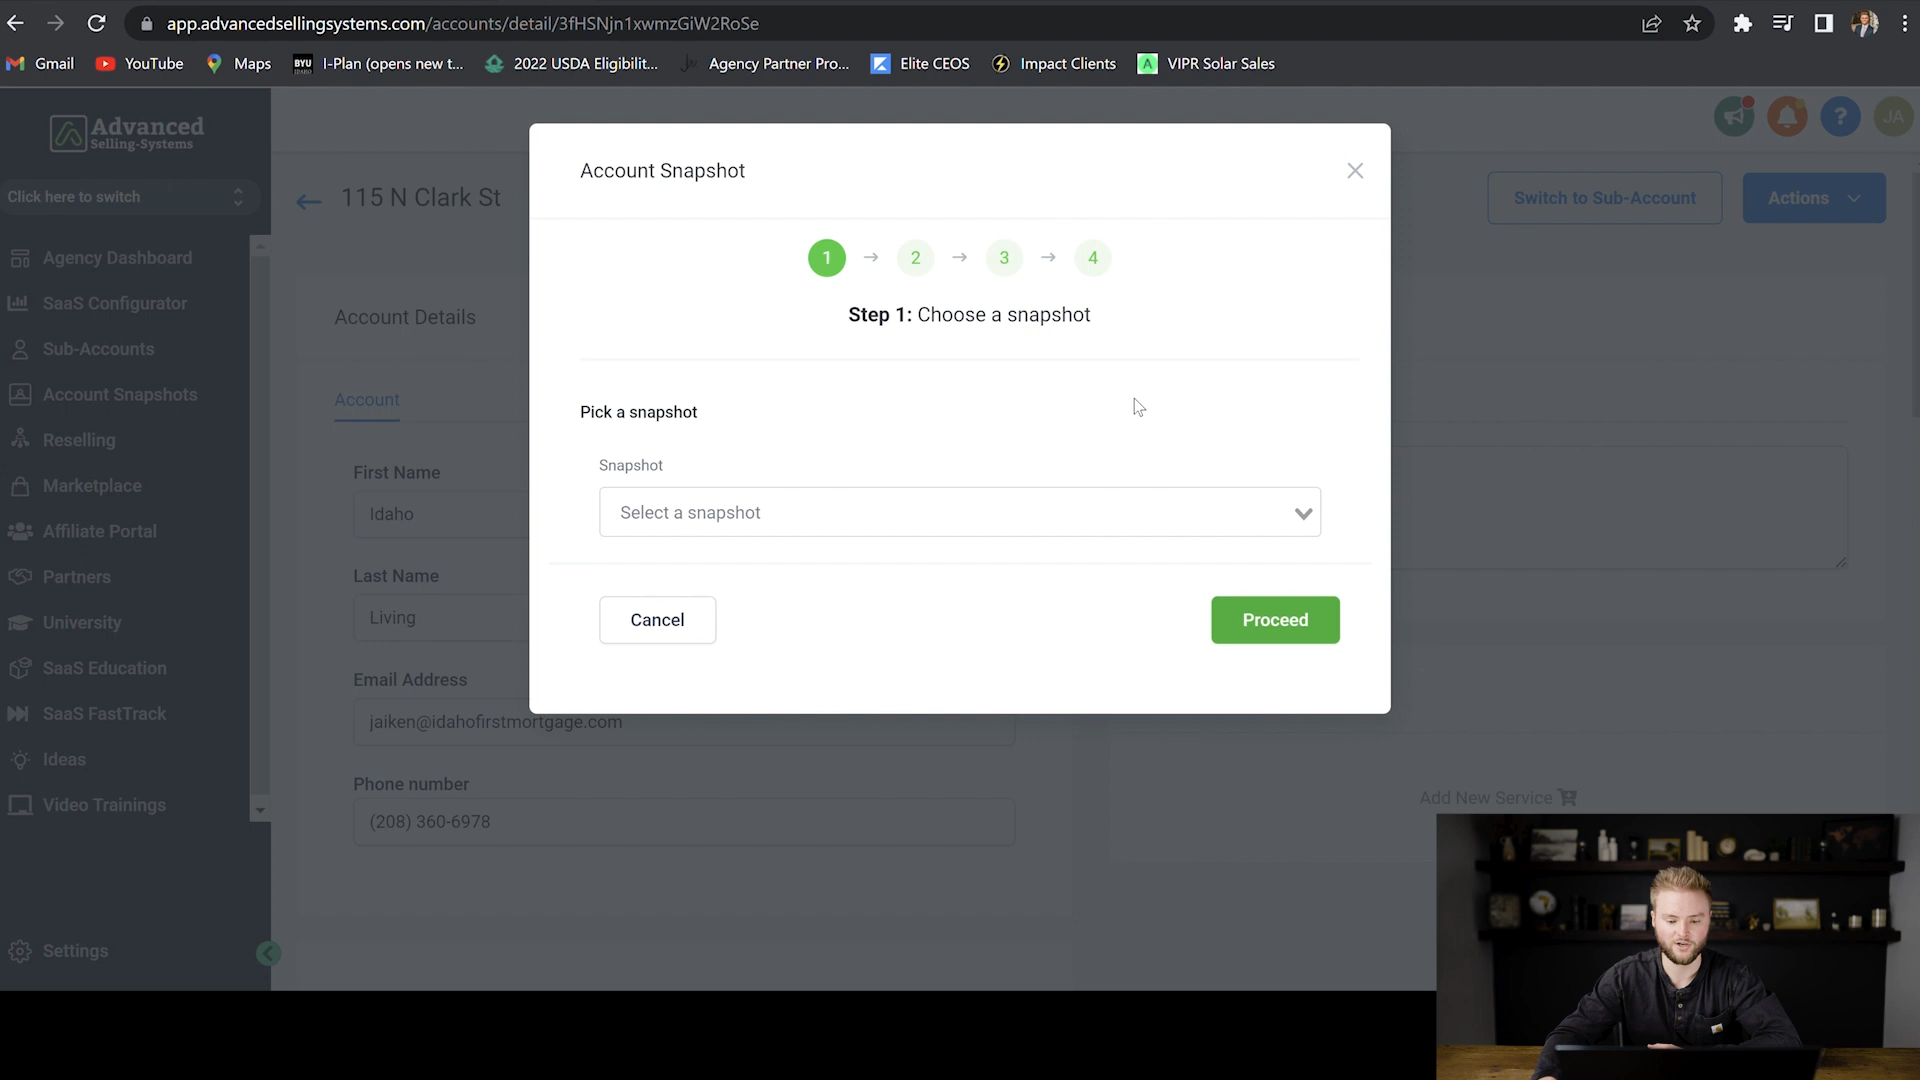 app.advancedsellingsystems.com/accounts/detail/3fHSNjn1xwmzGiW2RoSe
Gmail
YouTube
Maps
BYU
IDAHO
I-Plan (opens new t...
2022 USDA Eligibilit...
Agency Partner Pro...
Elite CEOS
Impact Clients
A
VIPR Solar Sales
Advanced
Selling-Systems
Click here to switch
Agency Dashboard
SaaS Configurator
Sub-Accounts
Account Snapshots
Reselling
Marketplace
Affiliate Portal
Partners
University
SaaS Education
SaaS FastTrack
Ideas
Video Trainings
Settings
?
JA
115 N Clark St
Switch to Sub-Account
Actions
Account Details
Account
First Name
Idaho
Last Name
Living
Email Address
jaiken@idahofirstmortgage.com
Phone number
(208) 360-6978
Add New Service
Account Snapshot
1
2
3
4
Step 1: Choose a snapshot
Pick a snapshot
Snapshot
Select a snapshot
Cancel
Proceed